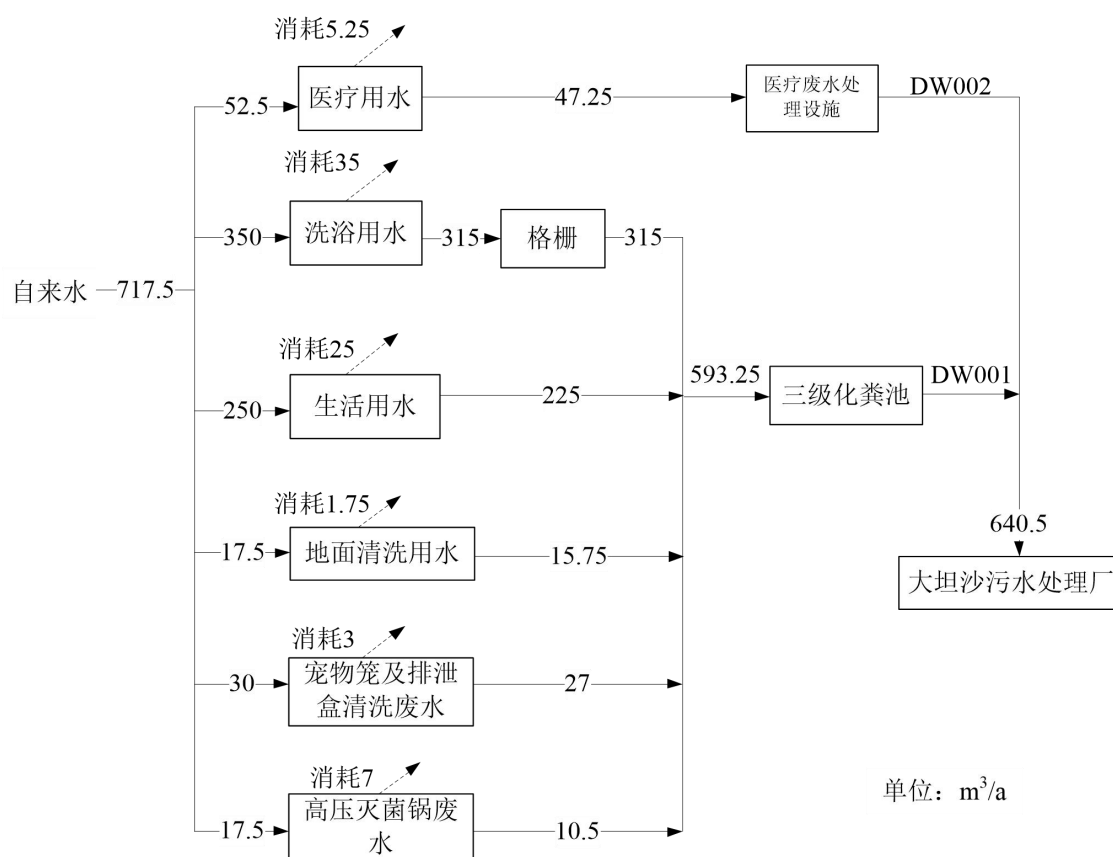 消耗5.25
52.5
医疗用水
47.25
医疗废水处
理设施
DW002
消耗35
350
洗浴用水
315
格栅
315
自来水
717.5
消耗25
250
生活用水
225
593.25
三级化粪池
DW001
消耗1.75
17.5
地面清洗用水
15.75
640.5
大坦沙污水处理厂
消耗3
30
宠物笼及排泄
盒清洗废水
27
消耗7
17.5
高压灭菌锅废
水
10.5
单位：m³/a